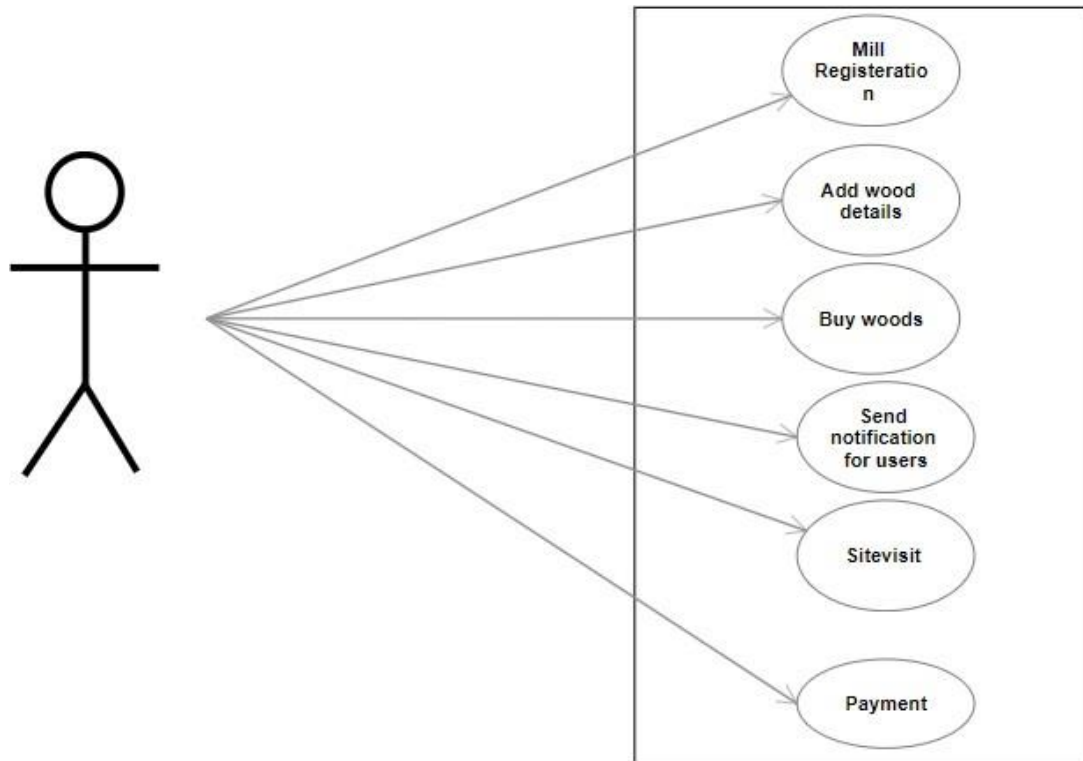 Mill
Registeratio
n
Add wood
details
Buy woods
Send
notification
for users
Sitevisit
Payment